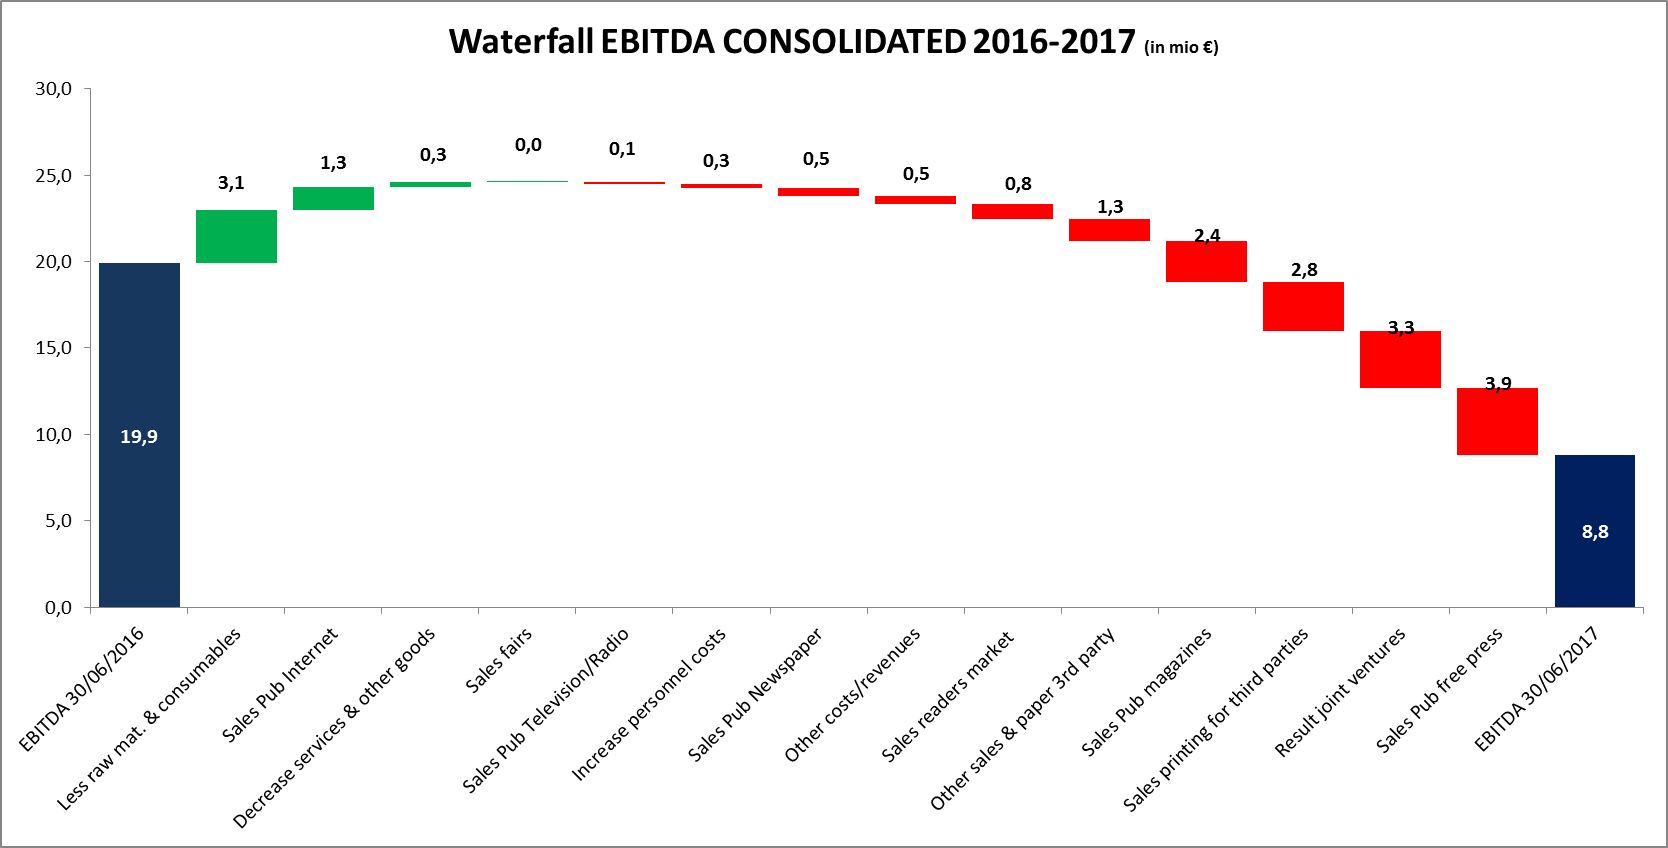 Waterfall EBITDA CONSOLIDATED 2016-2017 (in mio €)
30,0
25,0
20,0
15,0
10,0
5,0
0,0
19,9
3,1
1,3
0,3
0,0
0,1
0,3
0,5
0,5
0,8
1,3
2,4
2,8
3,3
3,9
8,8
EBITDA 30/06/2016
Less raw mat. & consumables
Sales Pub Internet
Decrease services & other goods
Sales fairs
Sales Pub Television/Radio
Increase personnel costs
Sales Pub Newspaper
Other costs/revenues
Sales readers market
Other sales & paper 3rd party
Sales Pub magazines
Sales printing for third parties
Result joint ventures
Sales Pub free press
EBITDA 30/06/2017